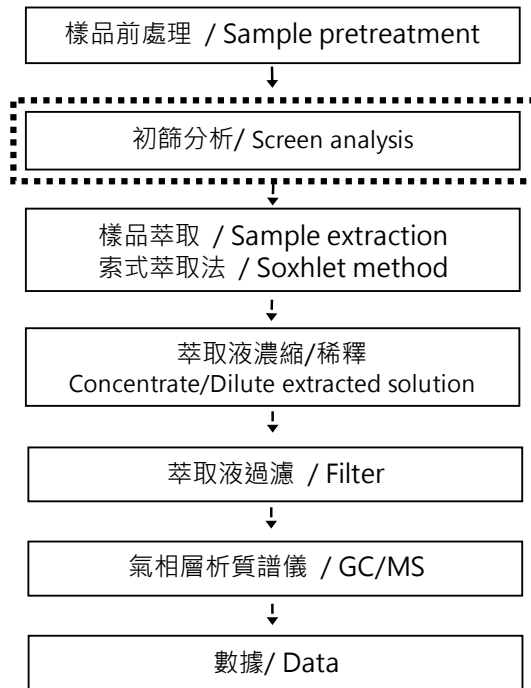 樣品前處理 / Sample pretreatment
初篩分析/ Screen analysis
樣品萃取 / Sample extraction
索式萃取法 / Soxhlet method
萃取液濃縮/稀釋
Concentrate/Dilute extracted solution
萃取液過濾 / Filter
氣相層析質譜儀 / GC/MS
數據/ Data